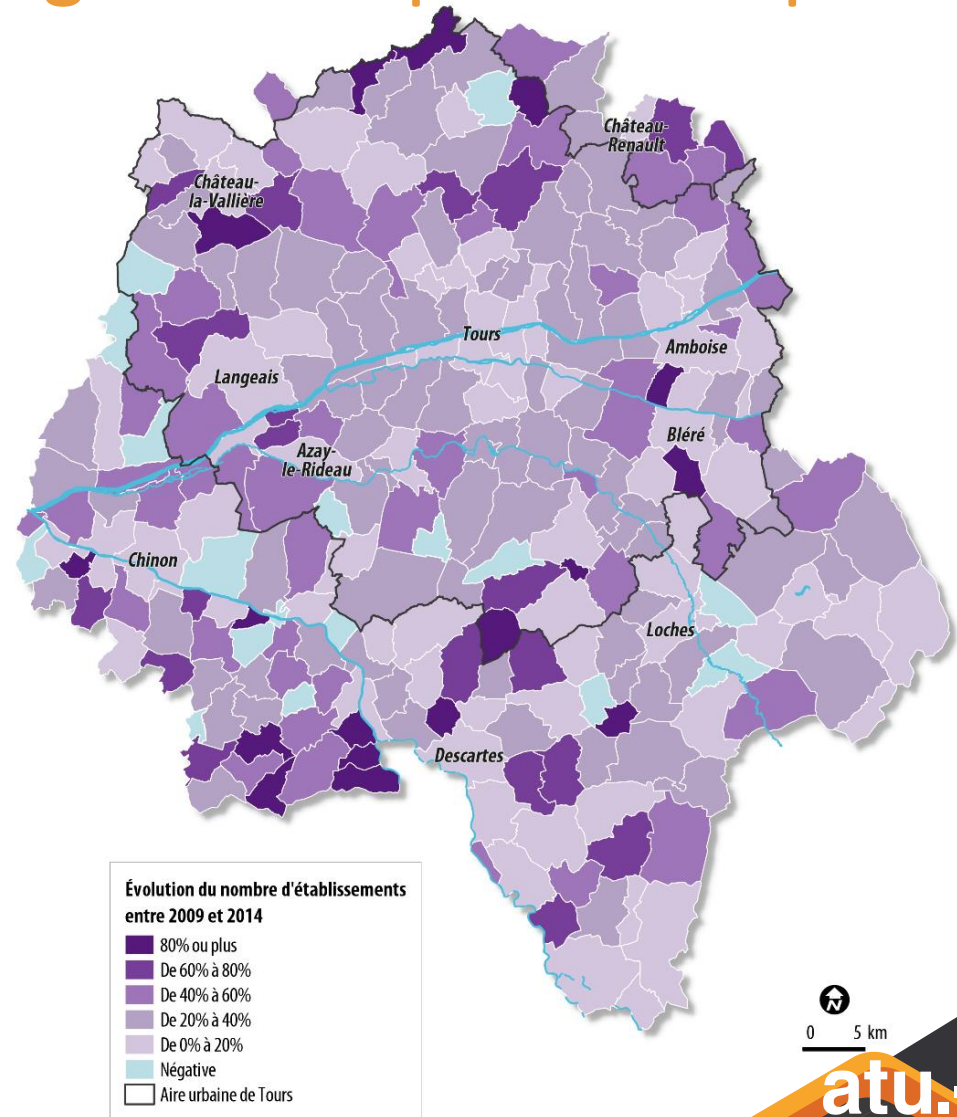 Château-
Renault
Château-
la-Vallière
Tours
Amboise
Langeais
Bléré
Azay-
le-Rideau
Chinon
Loches
Descartes
Évolution du nombre d'établissements
entre 2009 et 2014
80% ou plus
De 60% à 80%
De 40% à 60%
De 20% à 40%
De 0% à 20%
Négative
Aire urbaine de Tours
N
0 5 km
atu.